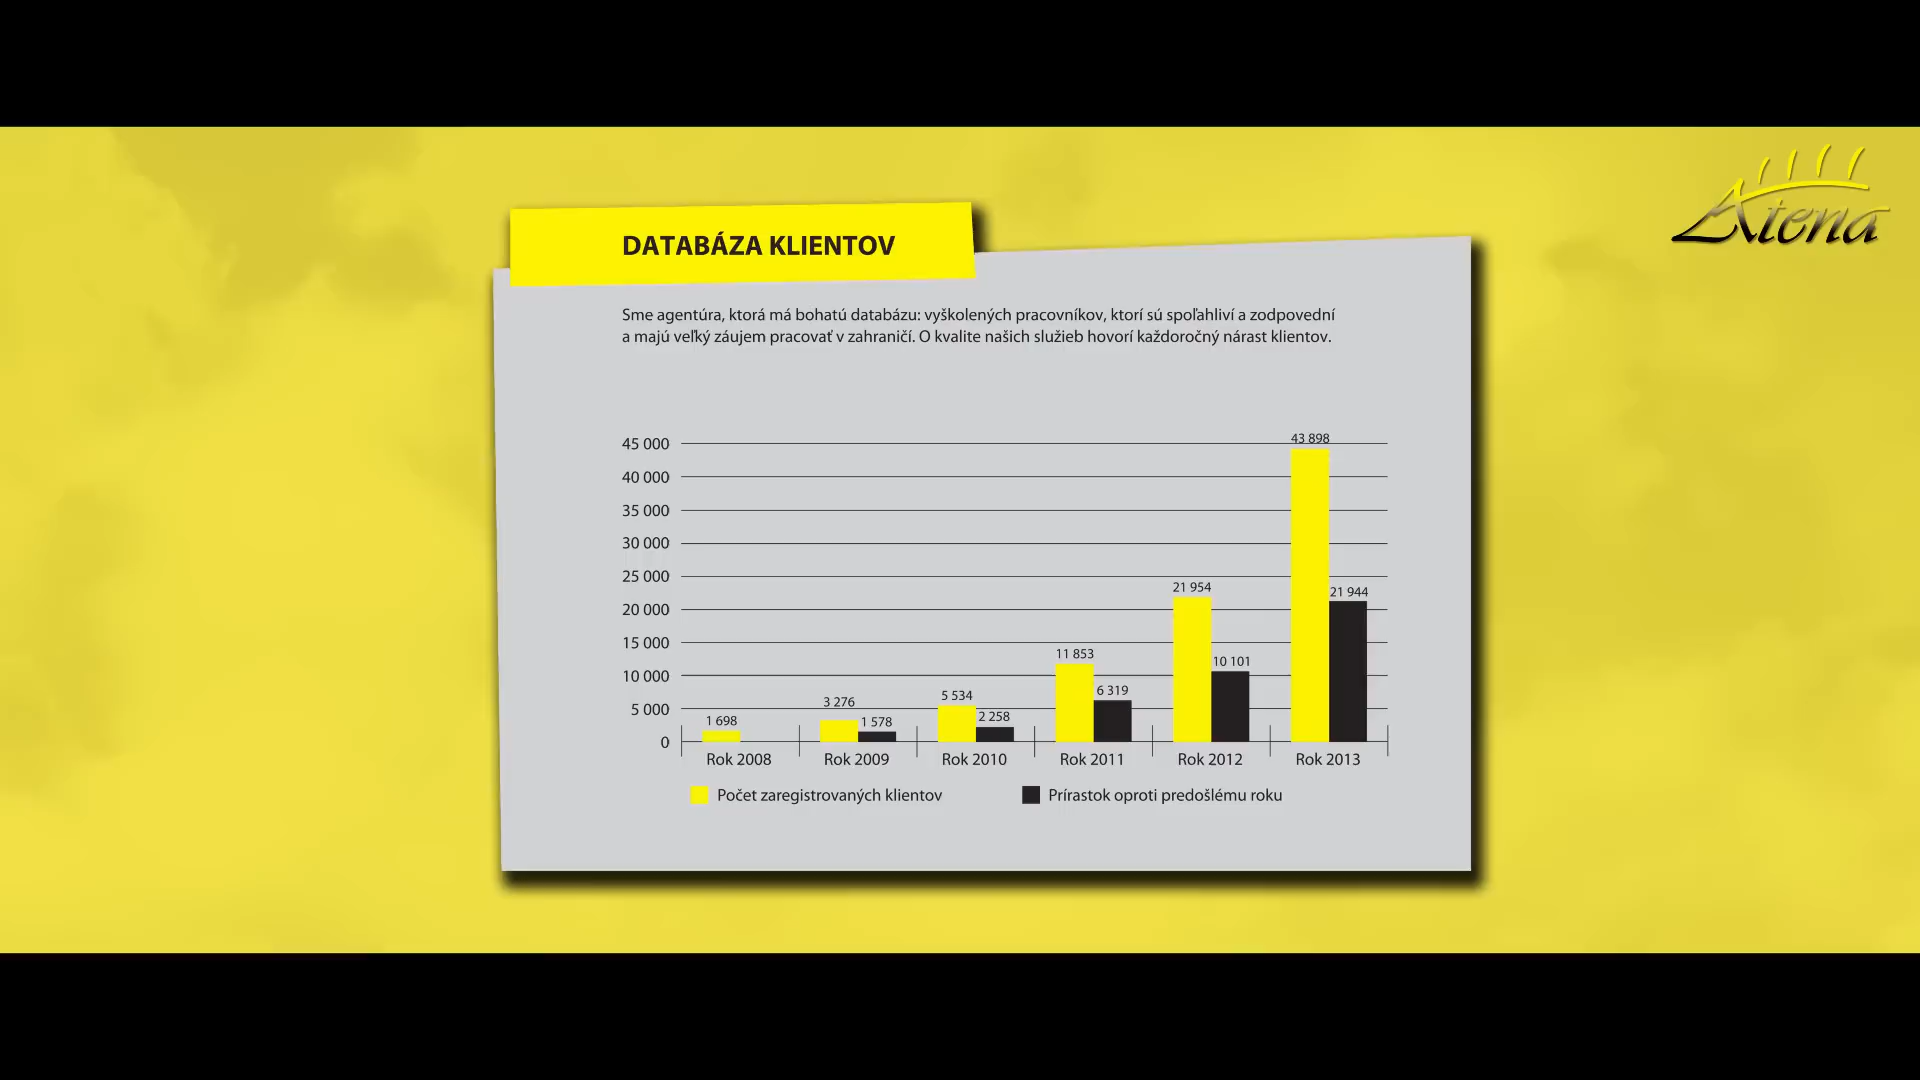 Atena
DATABÁZA KLIENTOV
Sme agentúra, ktorá má bohatú databázu: vyškolených pracovníkov, ktorí sú spoľahliví a zodpovední
a majú veľký záujem pracovať v zahraničí. O kvalite našich služieb hovorí každoročný nárast klientov.
45 000
40 000
35 000
30 000
25 000
20 000
15 000
10 000
5 000
0
1 698
3 276
1 578
5 534
2 258
11 853
6 319
21 954
10 101
43 898
21 944
Rok 2008
Rok 2009
Rok 2010
Rok 2011
Rok 2012
Rok 2013
Počet zaregistrovaných klientov
Prírastok oproti predošlému roku